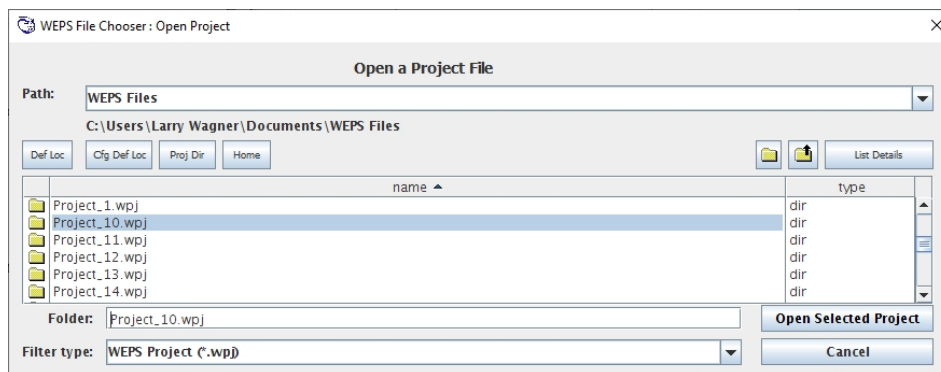 WEPS File Chooser : Open Project
Open a Project File
Path: WEPS Files
C:\Users\Larry Wagner\Documents\WEPS Files
Def Loc Cfg Def Loc Proj Dir Home List Details
name type
Project_1.wpj dir
Project_10.wpj dir
Project_11.wpj dir
Project_12.wpj dir
Project_13.wpj dir
Project_14.wpj dir
Folder: Project_10.wpj Open Selected Project
Filter type: WEPS Project (*.wpj) Cancel